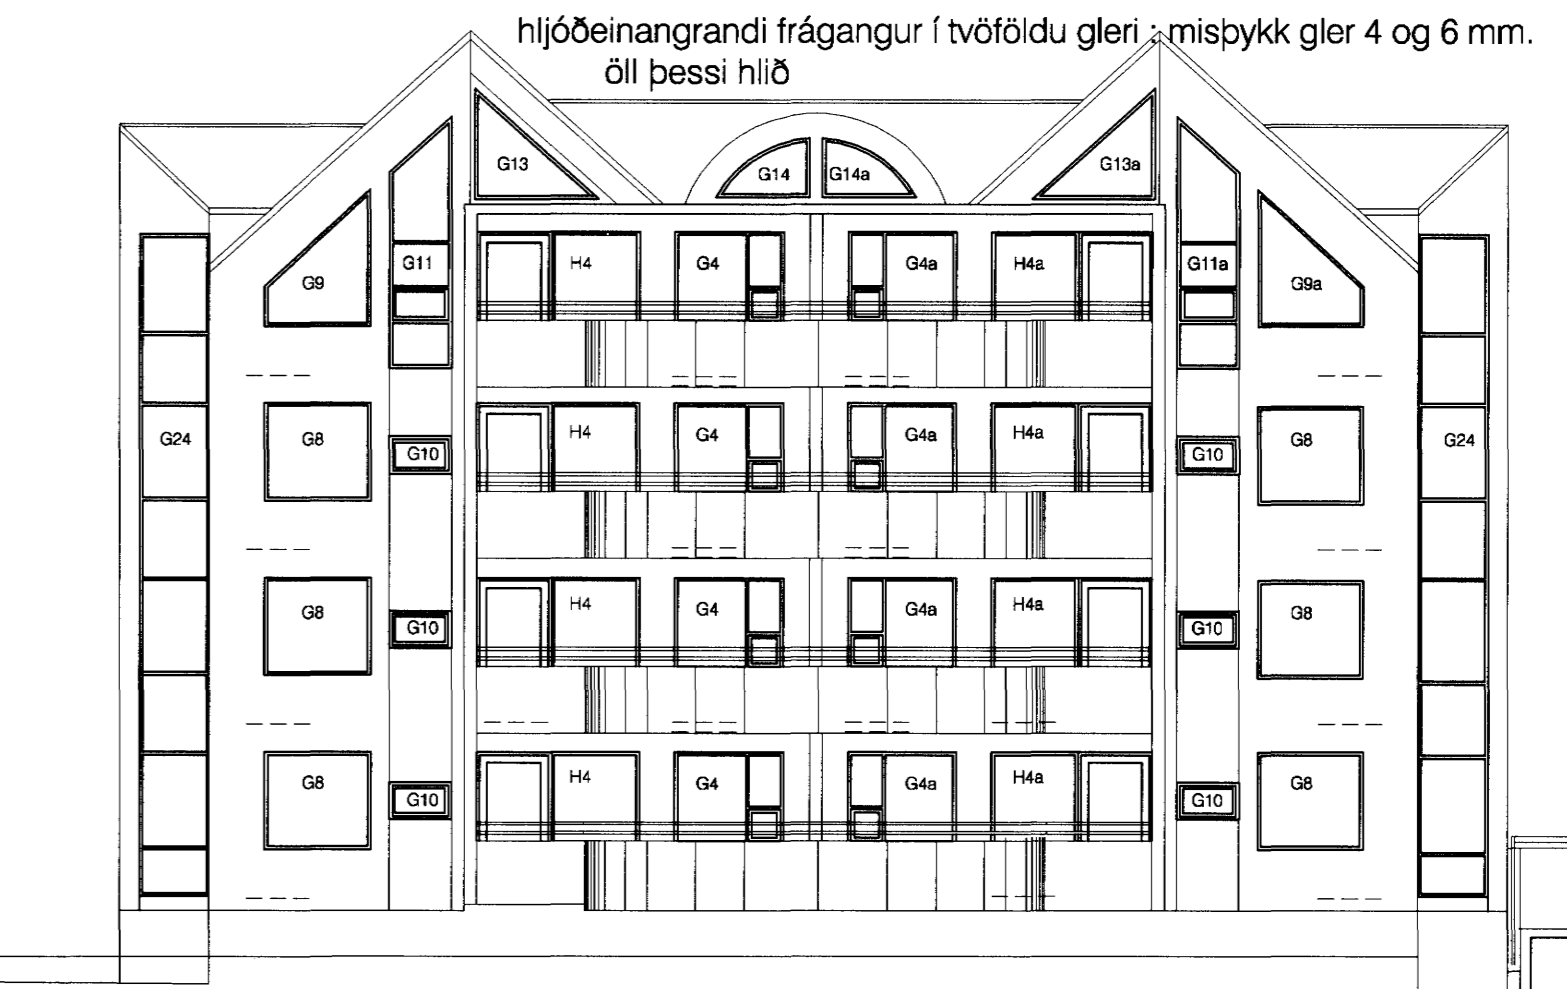 hljóðeinangrandi frágangur í tvöföldu gleri : misþykk gler 4 og 6 mm.
öll þessi hlið
G13 G14 G14a G13a
G9 G11 H4 G4 G4a H4a G11a G9a
G24 G8 G10 H4 G4 G4a H4a G10 G8 G24
G8 G10 H4 G4 G4a H4a G10 G8
G8 G10 H4 G4 G4a H4a G10 G8